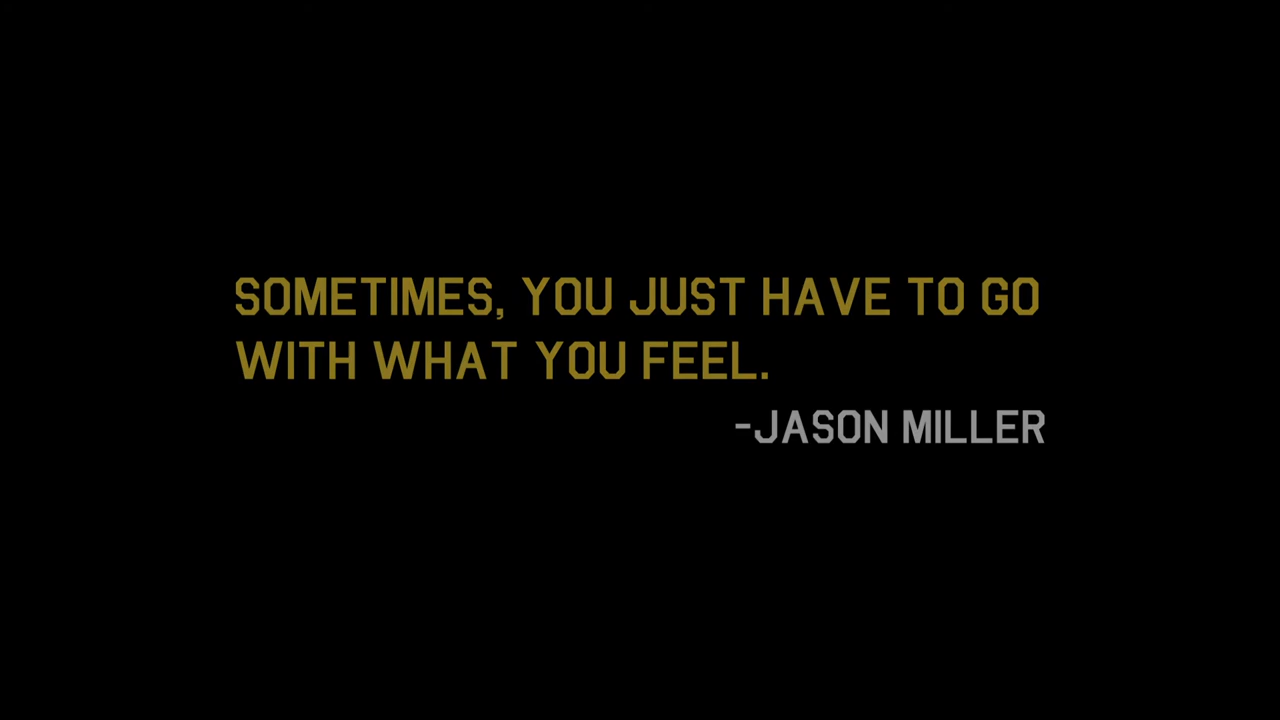 SOMETIMES, YOU JUST HAVE TO GO
WITH WHAT YOU FEEL.
-JASON MILLER